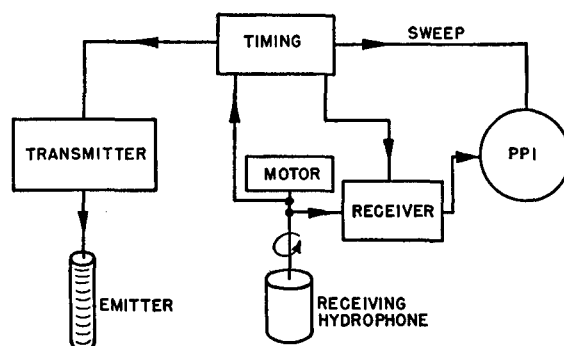 TIMING
SWEEP
TRANSMITTER
MOTOR
RECEIVER
PPI
EMITTER
RECEIVING
HYDROPHONE